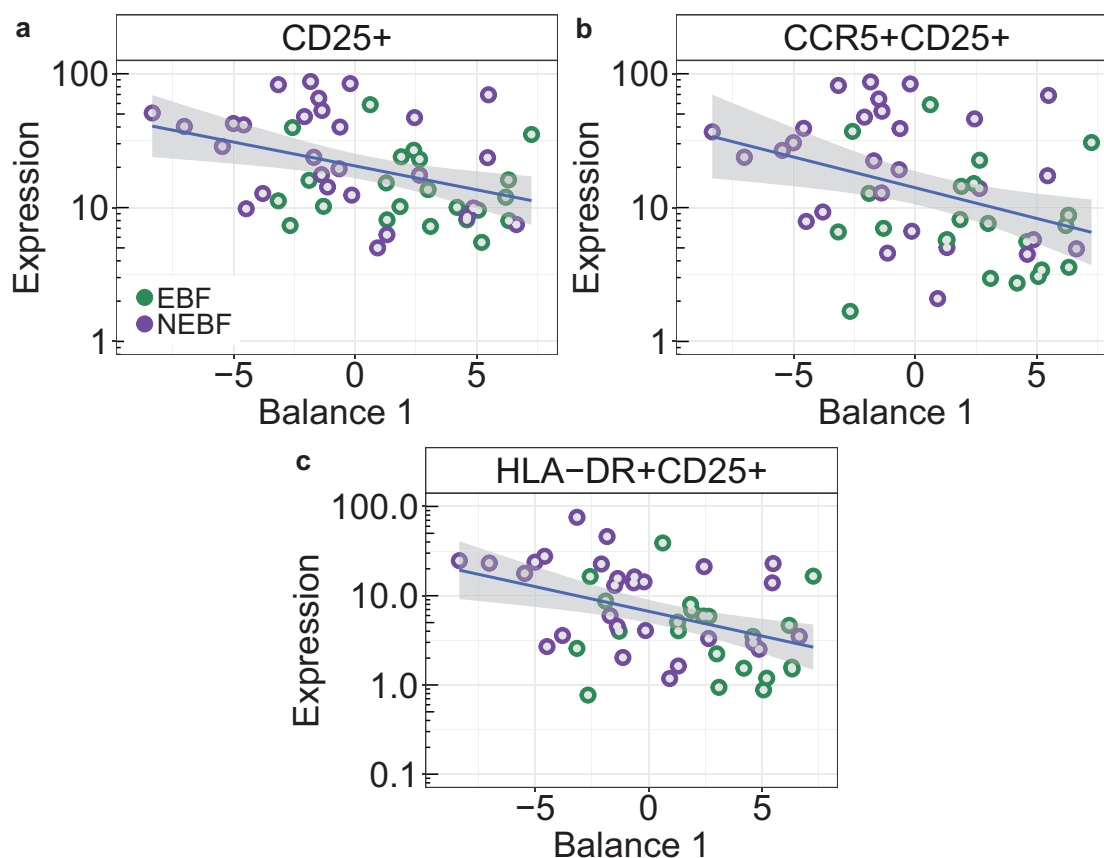 a
CD25+
Expression
100
10
1
EBF
NEBF
−5 0 5
Balance 1
b
CCR5+CD25+
Expression
100
10
1
−5 0 5
Balance 1
c
HLA−DR+CD25+
Expression
100.0
10.0
1.0
0.1
−5 0 5
Balance 1